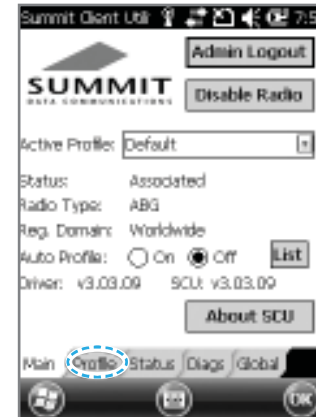 Summit Client Util 7:5
Admin Logout
SUMMIT
DATA COMMUNICATIONS
Disable Radio
Active Profile: Default
Status: Associated
Radio Type: ABG
Reg. Domain: Worldwide
Auto Profile: On Off List
Driver: v3.03.09 SCU: v3.03.09
About SCU
Main Profile Status Diags Global
OK